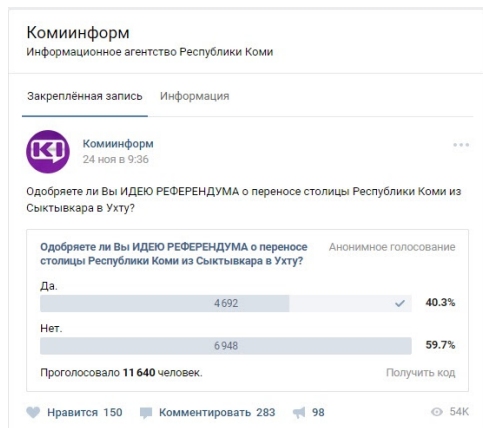 Комиинформ
Информационное агентство Республики Коми
Закреплённая запись Информация
KI
Комиинформ
24 ноя в 9:36
Одобряете ли Вы ИДЕЮ РЕФЕРЕНДУМА о переносе столицы Республики Коми из
Сыктывкара в Ухту?
Одобряете ли Вы ИДЕЮ РЕФЕРЕНДУМА о переносе Анонимное голосование
столицы Республики Коми из Сыктывкара в Ухту?
Да.
4 692 40.3%
Нет.
6 948 59.7%
Проголосовало 11 640 человек. Получить код
Нравится 150 Комментировать 283 98 54K